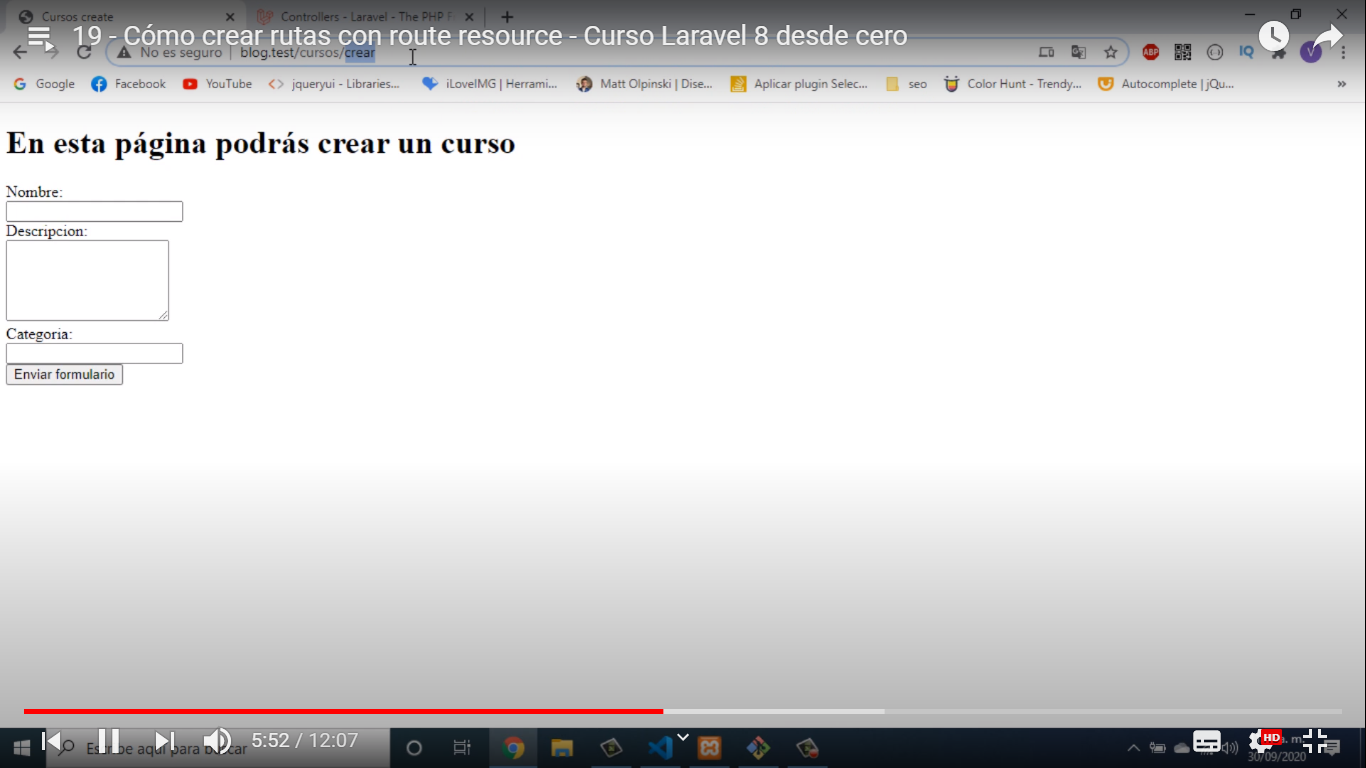 Cursos create
Controllers - Laravel - The PHP F
19 - Cómo crear rutas con route resource - Curso Laravel 8 desde cero
No es seguro | blog.test/cursos/crear
ABP
IQ
V
Google
Facebook
YouTube
jqueryui - Libraries...
iLoveIMG | Herrami...
Matt Olpinski | Dise...
Aplicar plugin Selec...
seo
Color Hunt - Trendy...
Autocomplete | jQu...
»
En esta página podrás crear un curso
Nombre:
Descripcion:
Categoria:
Enviar formulario
5:52 / 12:07
Escribe aquí para buscar
HD
30/09/2020